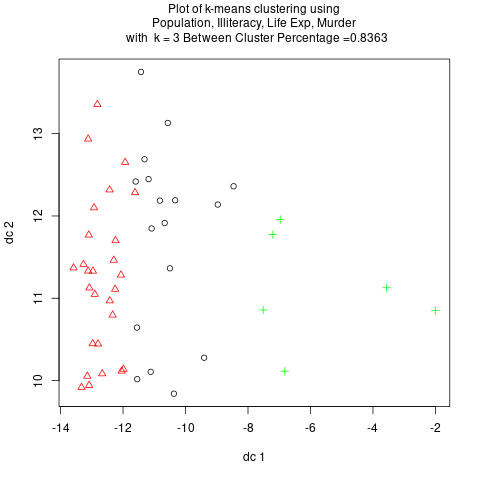 Plot of k-means clustering using
Population, Illiteracy, Life Exp, Murder
with  k = 3 Between Cluster Percentage =0.8363
dc 2
13
12
11
10
-14
-12
-10
-8
-6
-4
-2
dc 1